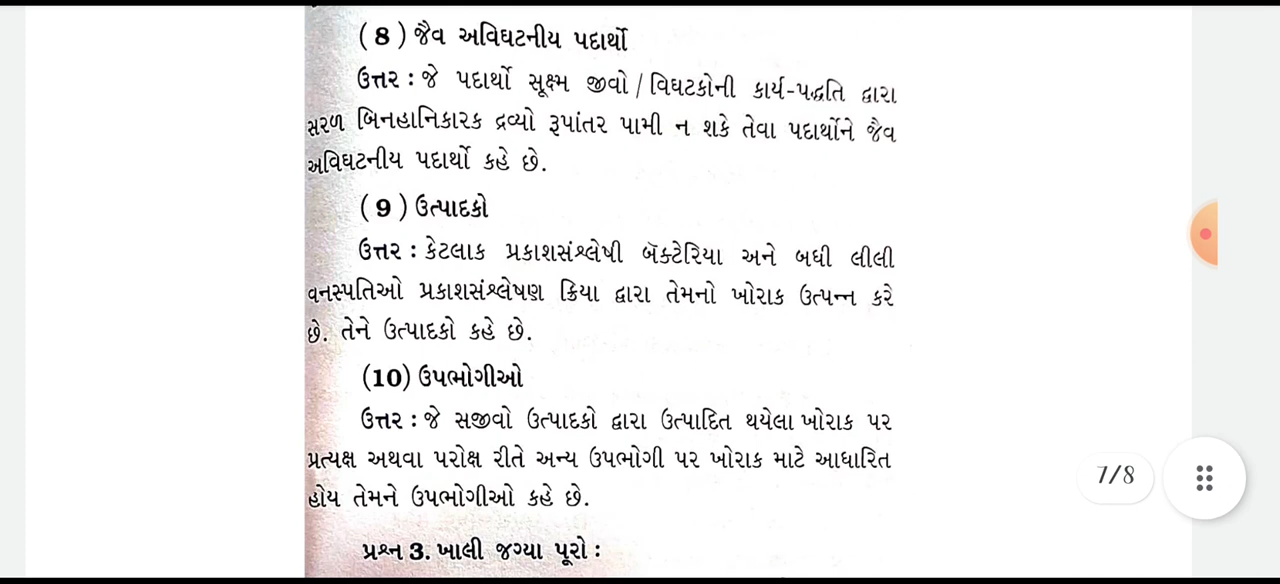 (8) જૈવ અવિઘટનીય પદાર્થો
ઉત્તર : જે પદાર્થો સૂક્ષ્મ જીવો / વિઘટકોની કાર્ય-પદ્ધતિ દ્વારા
સરળ બિનહાનિકારક દ્રવ્યો રૂપાંતર પામી ન શકે તેવા પદાર્થોને જૈવ
અવિઘટનીય પદાર્થો કહે છે.
(9) ઉત્પાદકો
ઉત્તર : કેટલાક પ્રકાશસંશ્લેષી બૅક્ટેરિયા અને બધી લીલી
વનસ્પતિઓ પ્રકાશસંશ્લેષણ ક્રિયા દ્વારા તેમનો ખોરાક ઉત્પન્ન કરે
છે. તેને ઉત્પાદકો કહે છે.
(10) ઉપભોગીઓ
ઉત્તર : જે સજીવો ઉત્પાદકો દ્વારા ઉત્પાદિત થયેલા ખોરાક પર
પ્રત્યક્ષ અથવા પરોક્ષ રીતે અન્ય ઉપભોગી પર ખોરાક માટે આધારિત
હોય તેમને ઉપભોગીઓ કહે છે.
7/8
પ્રશ્ન 3. ખાલી જગ્યા પૂરો :